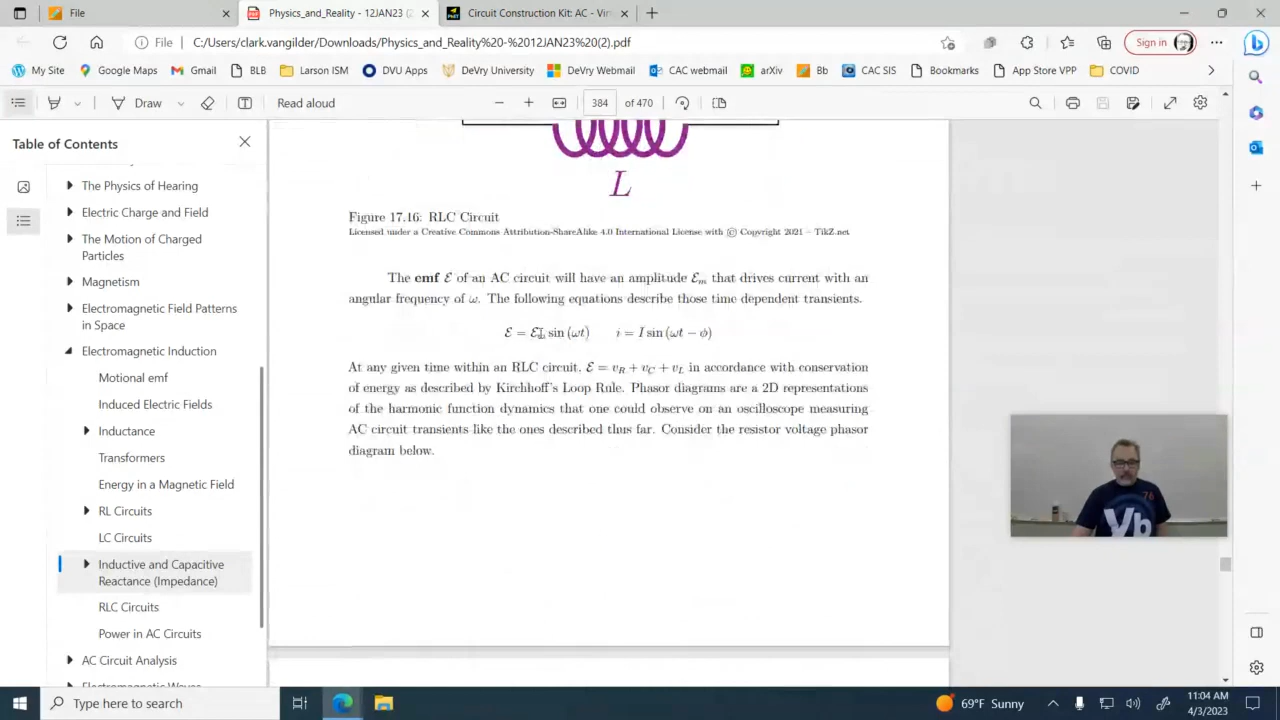 File
Physics_and_Reality - 12JAN23 (2
Circuit Construction Kit: AC - Vir
File C:/Users/clark.vangilder/Downloads/Physics_and_Reality%20-%2012JAN23%20(2).pdf
Sign in
My Site Google Maps Gmail BLB Larson ISM DVU Apps DeVry University DeVry Webmail CAC webmail arXiv Bb CAC SIS Bookmarks App Store VPP COVID
Draw Read aloud 384 of 470
Table of Contents
The Physics of Hearing
Electric Charge and Field
The Motion of Charged
Particles
Magnetism
Electromagnetic Field Patterns
in Space
Electromagnetic Induction
Motional emf
Induced Electric Fields
Inductance
Transformers
Energy in a Magnetic Field
RL Circuits
LC Circuits
Inductive and Capacitive
Reactance (Impedance)
RLC Circuits
Power in AC Circuits
AC Circuit Analysis
Electromagnetic Waves
L
Figure 17.16: RLC Circuit
Licensed under a Creative Commons Attribution-ShareAlike 4.0 International License with © Copyright 2021 – TikZ.net
The emf ℰ of an AC circuit will have an amplitude ℰₘ that drives current with an
angular frequency of ω. The following equations describe those time dependent transients.
ℰ = ℰₘ sin (ωt) i = I sin (ωt − ϕ)
At any given time within an RLC circuit. ℰ = v_R + v_C + v_L in accordance with conservation
of energy as described by Kirchhoff's Loop Rule. Phasor diagrams are a 2D representations
of the harmonic function dynamics that one could observe on an oscilloscope measuring
AC circuit transients like the ones described thus far. Consider the resistor voltage phasor
diagram below.
76
Yb
Type here to search
69°F Sunny
11:04 AM
4/3/2023